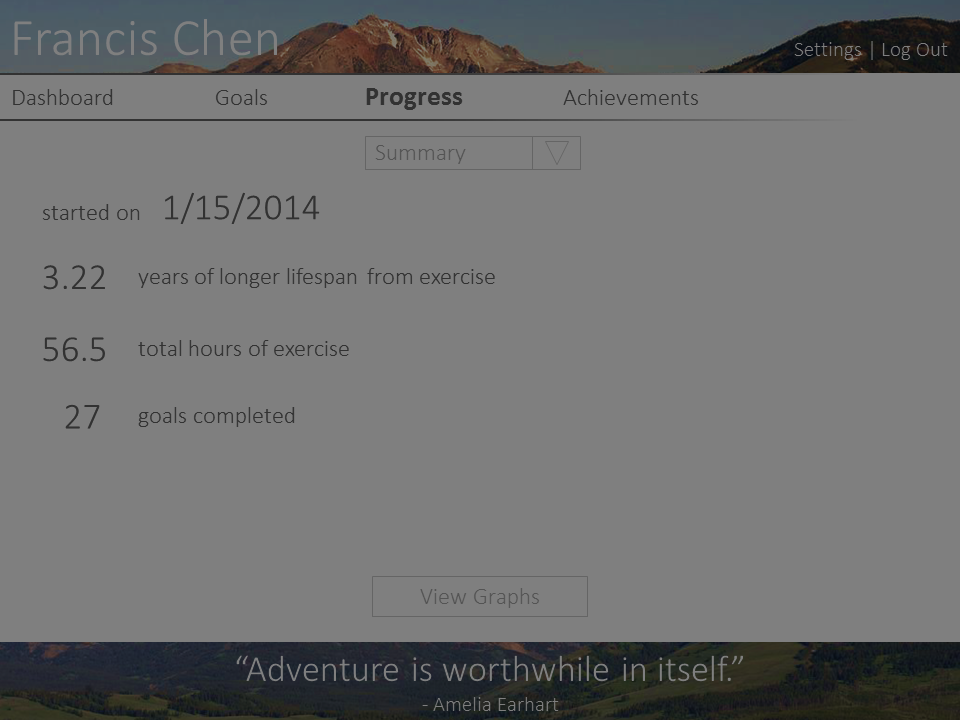 Francis Chen
Settings | Log Out
Dashboard Goals Progress Achievements
Summary
started on 1/15/2014
3.22 years of longer lifespan from exercise
56.5 total hours of exercise
27 goals completed
View Graphs
“Adventure is worthwhile in itself.”
- Amelia Earhart